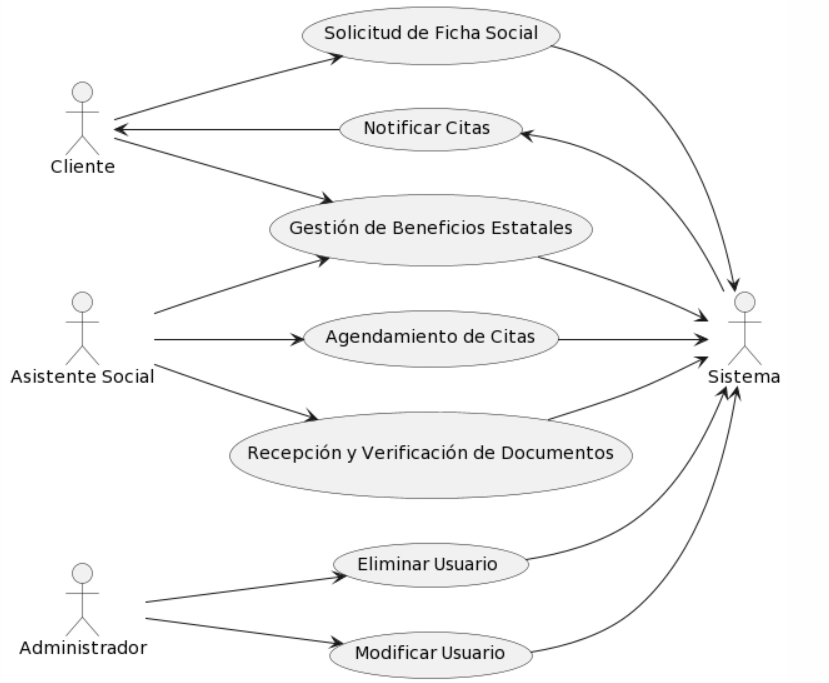 Solicitud de Ficha Social
Notificar Citas
Cliente
Gestión de Beneficios Estatales
Agendamiento de Citas
Asistente Social
Sistema
Recepción y Verificación de Documentos
Eliminar Usuario
Administrador
Modificar Usuario